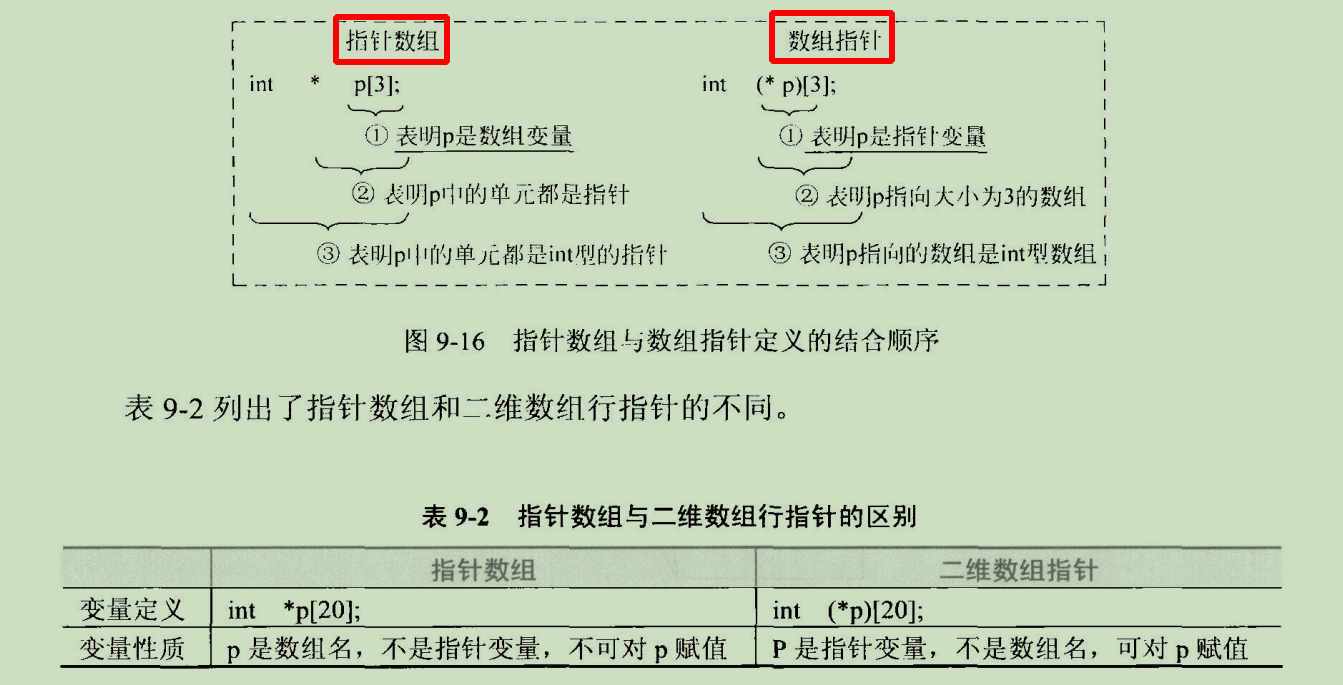 指针数组 数组指针
int * p[3]; int (* p)[3];
① 表明p是数组变量 ① 表明p是指针变量
② 表明p中的单元都是指针 ② 表明p指向大小为3的数组
③ 表明p中的单元都是int型的指针 ③ 表明p指向的数组是int型数组
图 9-16 指针数组与数组指针定义的结合顺序
表 9-2 列出了指针数组和二维数组行指针的不同。
表 9-2 指针数组与二维数组行指针的区别
指针数组 二维数组指针
变量定义 int *p[20]; int (*p)[20];
变量性质 p 是数组名，不是指针变量，不可对 p 赋值 P 是指针变量，不是数组名，可对 p 赋值